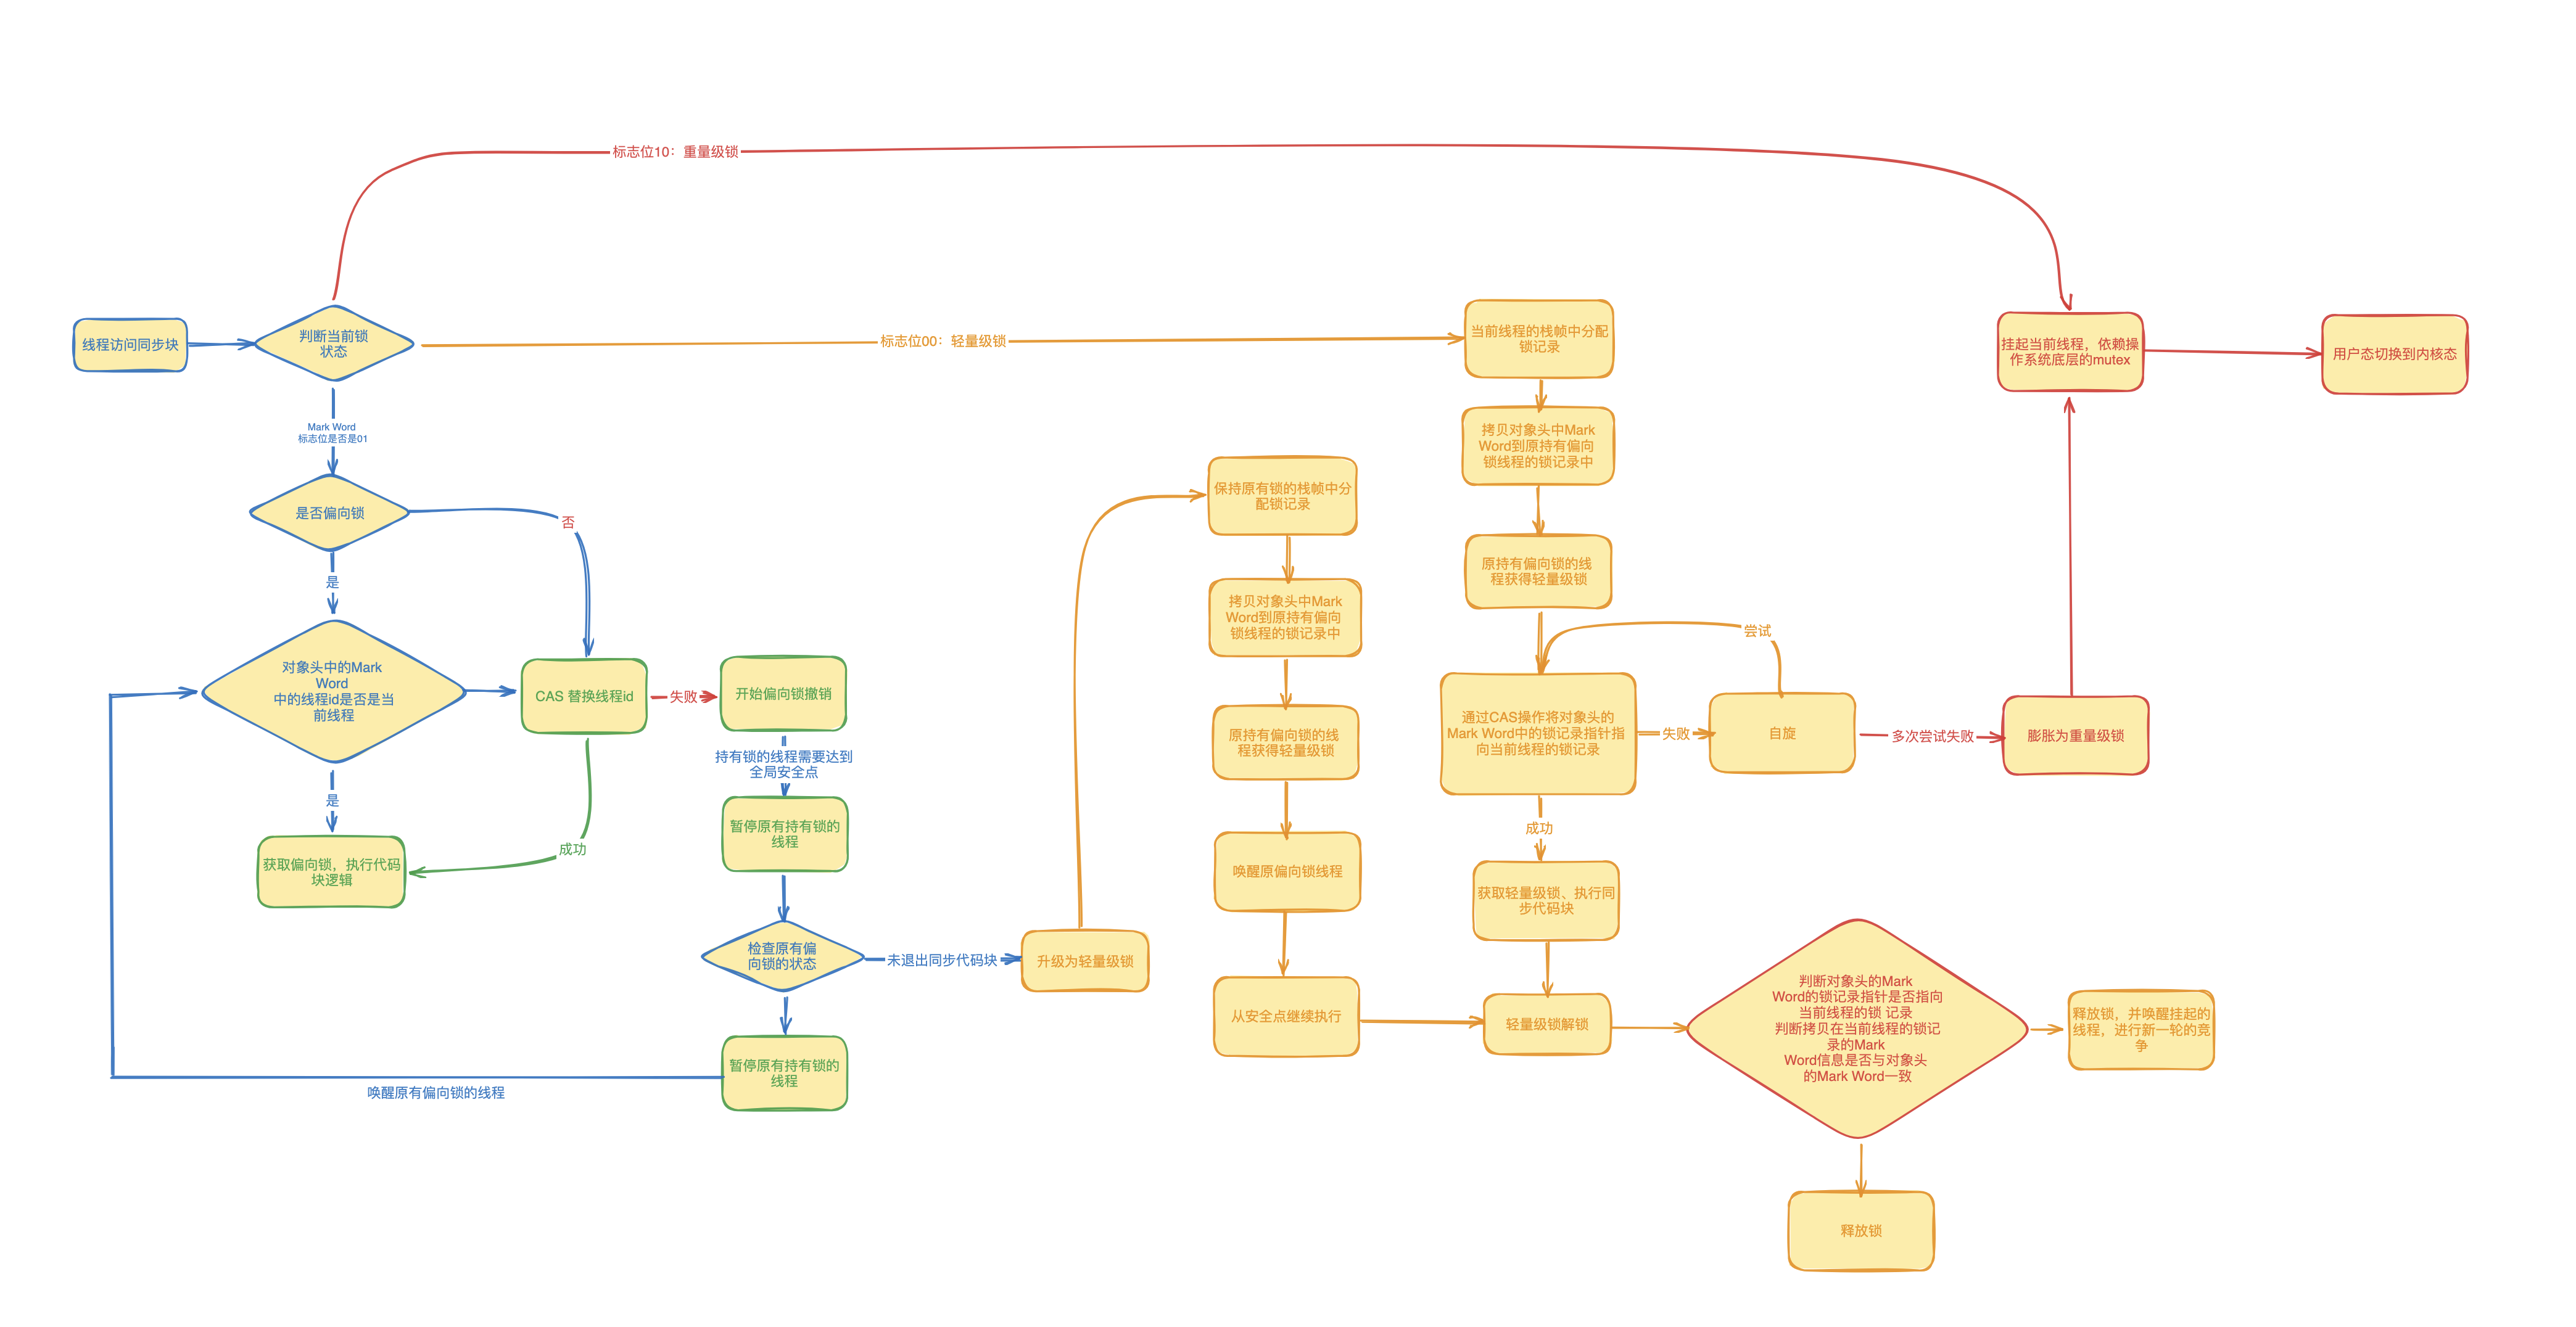 标志位10：重量级锁
线程访问同步块
判断当前锁
状态
标志位00：轻量级锁
当前线程的栈帧中分配
锁记录
挂起当前线程，依赖操
作系统底层的mutex
用户态切换到内核态
Mark Word
标志位是否是01
拷贝对象头中Mark
Word到原持有偏向
锁线程的锁记录中
是否偏向锁
否
保持原有锁的栈帧中分
配锁记录
是
原持有偏向锁的线
程获得轻量级锁
拷贝对象头中Mark
Word到原持有偏向
锁线程的锁记录中
尝试
对象头中的Mark
Word
中的线程id是否是当
前线程
CAS 替换线程id
失败
开始偏向锁撤销
原持有偏向锁的线
程获得轻量级锁
通过CAS操作将对象头的
Mark Word中的锁记录指针指
向当前线程的锁记录
失败
自旋
多次尝试失败
膨胀为重量级锁
持有锁的线程需要达到
全局安全点
是
暂停原有持有锁的
线程
成功
成功
获取偏向锁，执行代码
块逻辑
唤醒原偏向锁线程
获取轻量级锁、执行同
步代码块
检查原有偏
向锁的状态
未退出同步代码块
升级为轻量级锁
从安全点继续执行
轻量级锁解锁
判断对象头的Mark
Word的锁记录指针是否指向
当前线程的锁 记录
判断拷贝在当前线程的锁记
录的Mark
Word信息是否与对象头
的Mark Word一致
释放锁，并唤醒挂起的
线程，进行新一轮的竞
争
暂停原有持有锁的
线程
唤醒原有偏向锁的线程
释放锁